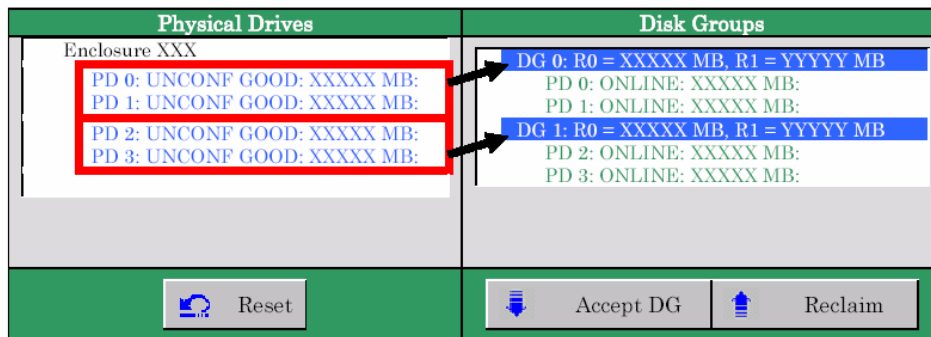 Physical Drives
Enclosure XXX
PD 0: UNCONF GOOD: XXXXX MB:
PD 1: UNCONF GOOD: XXXXX MB:
PD 2: UNCONF GOOD: XXXXX MB:
PD 3: UNCONF GOOD: XXXXX MB:
Reset
Disk Groups
DG 0: R0 = XXXXX MB, R1 = YYYYY MB
PD 0: ONLINE: XXXXX MB:
PD 1: ONLINE: XXXXX MB:
DG 1: R0 = XXXXX MB, R1 = YYYYY MB
PD 2: ONLINE: XXXXX MB:
PD 3: ONLINE: XXXXX MB:
Accept DG
Reclaim